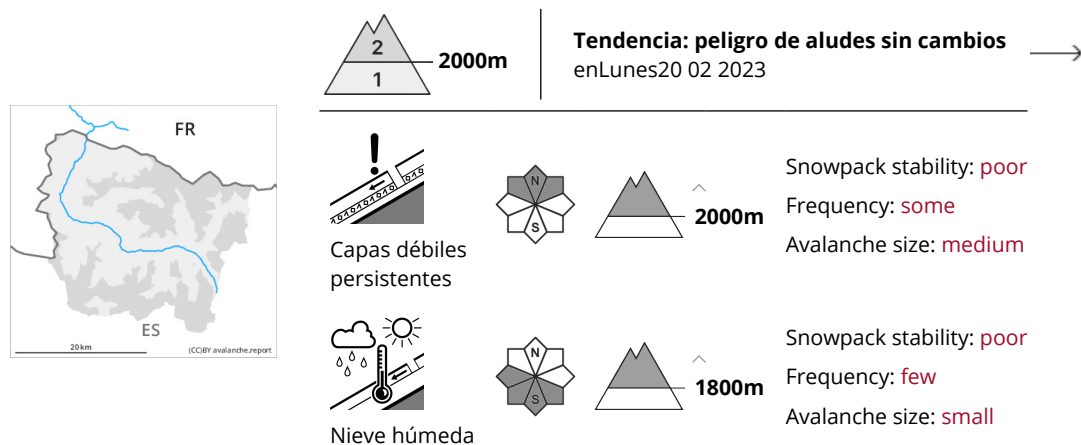 2
1
2000m
Tendencia: peligro de aludes sin cambios
enLunes20 02 2023
FR
ES
20 km
(CC)BY avalanche.report
N
S
2000m
Snowpack stability: poor
Frequency: some
Avalanche size: medium
Capas débiles
persistentes
N
S
1800m
Snowpack stability: poor
Frequency: few
Avalanche size: small
Nieve húmeda